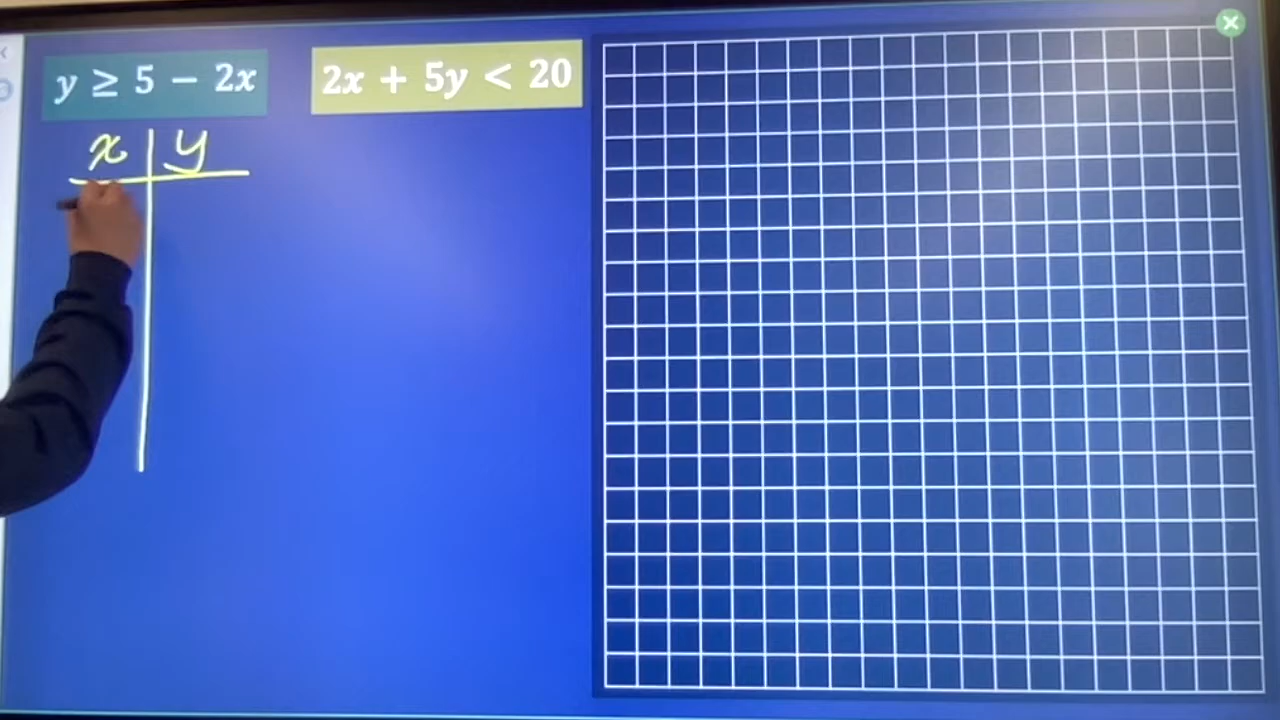 y ≥ 5 − 2x
2x + 5y < 20
x | y